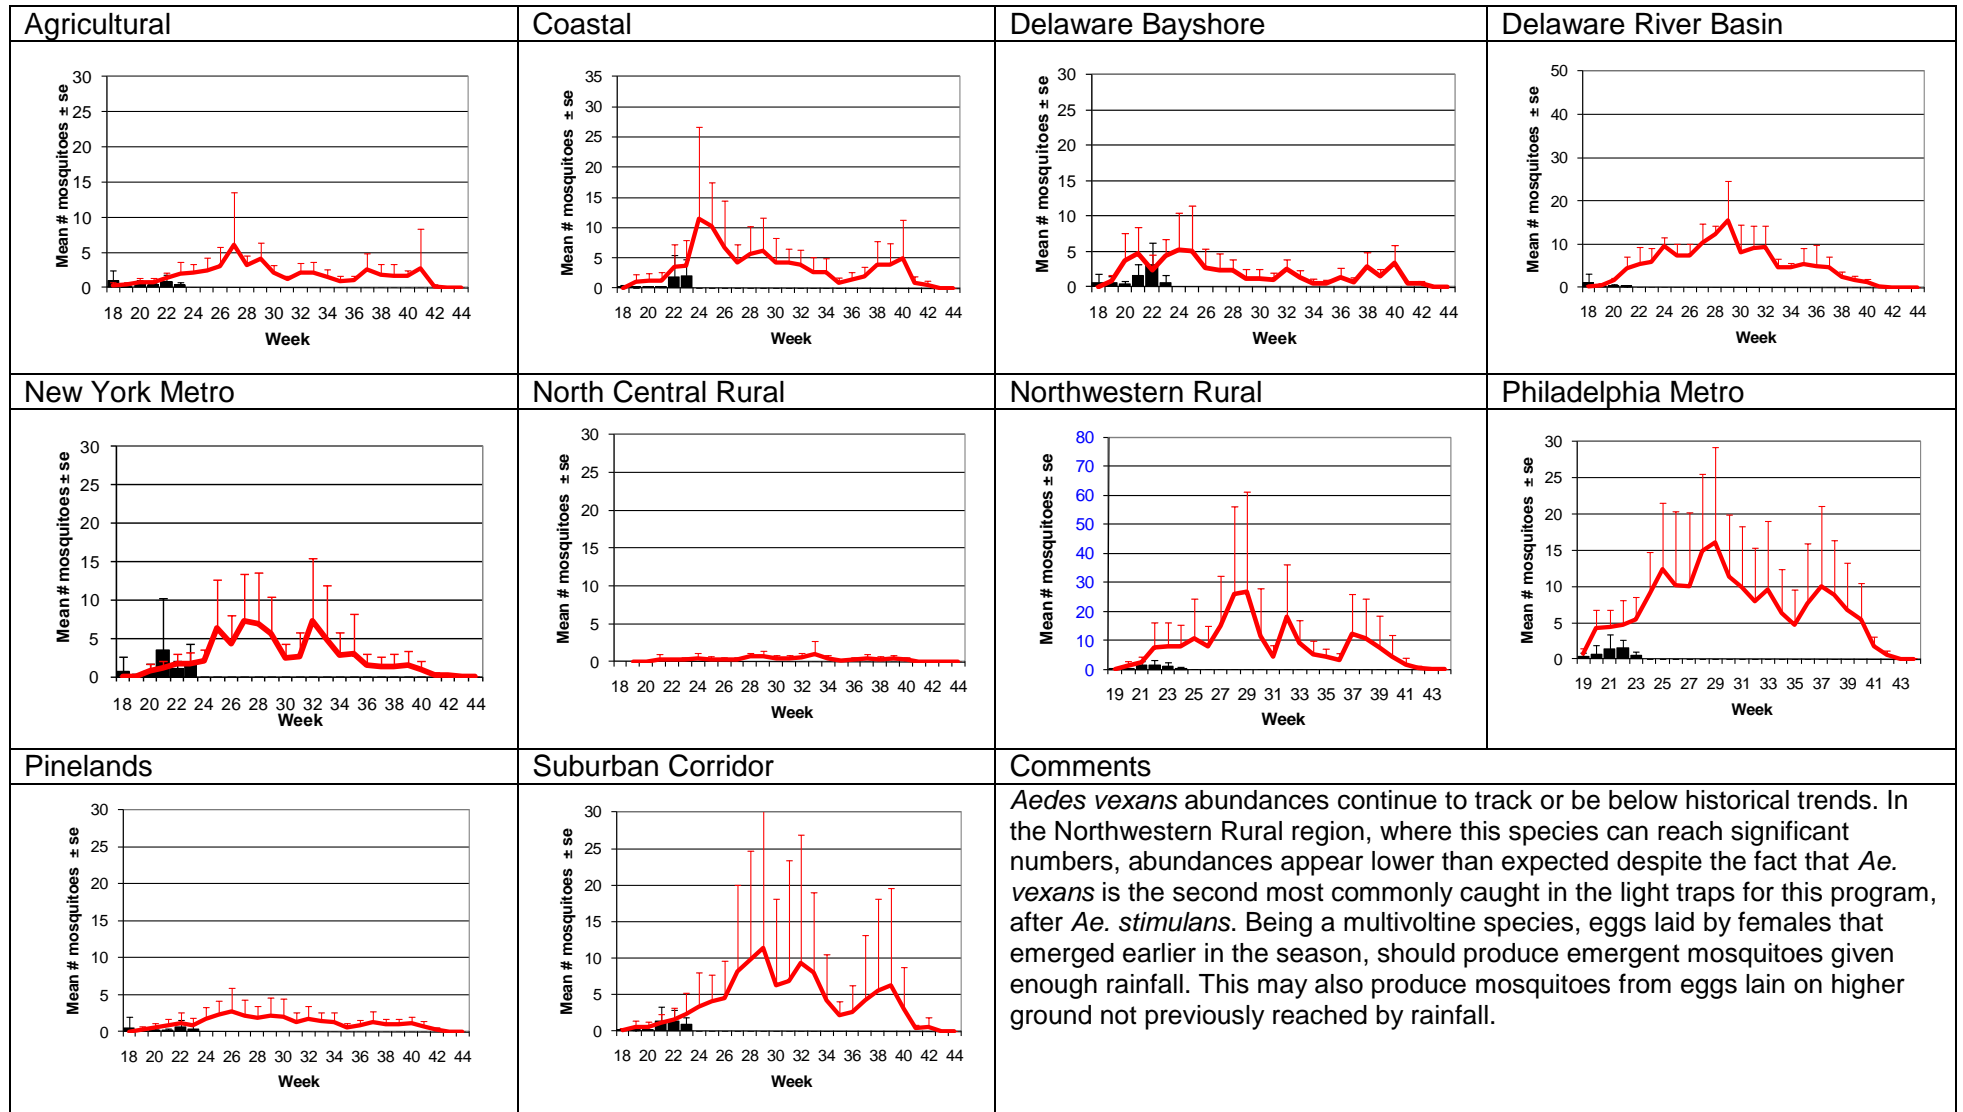 Agricultural
Coastal
Delaware Bayshore
Delaware River Basin
Mean # mosquitoes ± se
30
25
20
15
10
5
0
18 20 22 24 26 28 30 32 34 36 38 40 42 44
Week
Mean # mosquitoes ± se
35
30
25
20
15
10
5
0
18 20 22 24 26 28 30 32 34 36 38 40 42 44
Week
Mean # mosquitoes ± se
30
25
20
15
10
5
0
18 20 22 24 26 28 30 32 34 36 38 40 42 44
Week
Mean # mosquitoes ± se
50
40
30
20
10
0
18 20 22 24 26 28 30 32 34 36 38 40 42 44
Week
New York Metro
North Central Rural
Northwestern Rural
Philadelphia Metro
Mean # mosquitoes ± se
30
25
20
15
10
5
0
18 20 22 24 26 28 30 32 34 36 38 40 42 44
Week
Mean # mosquitoes ± se
30
25
20
15
10
5
0
18 20 22 24 26 28 30 32 34 36 38 40 42 44
Week
Mean # mosquitoes ± se
80
70
60
50
40
30
20
10
0
19 21 23 25 27 29 31 33 35 37 39 41 43
Week
Mean # mosquitoes ± se
30
25
20
15
10
5
0
19 21 23 25 27 29 31 33 35 37 39 41 43
Week
Pinelands
Suburban Corridor
Comments
Mean # mosquitoes ± se
30
25
20
15
10
5
0
18 20 22 24 26 28 30 32 34 36 38 40 42 44
Week
Mean # mosquitoes ± se
30
25
20
15
10
5
0
18 20 22 24 26 28 30 32 34 36 38 40 42 44
Week
Aedes vexans abundances continue to track or be below historical trends. In
the Northwestern Rural region, where this species can reach significant
numbers, abundances appear lower than expected despite the fact that Ae.
vexans is the second most commonly caught in the light traps for this program,
after Ae. stimulans. Being a multivoltine species, eggs laid by females that
emerged earlier in the season, should produce emergent mosquitoes given
enough rainfall. This may also produce mosquitoes from eggs lain on higher
ground not previously reached by rainfall.